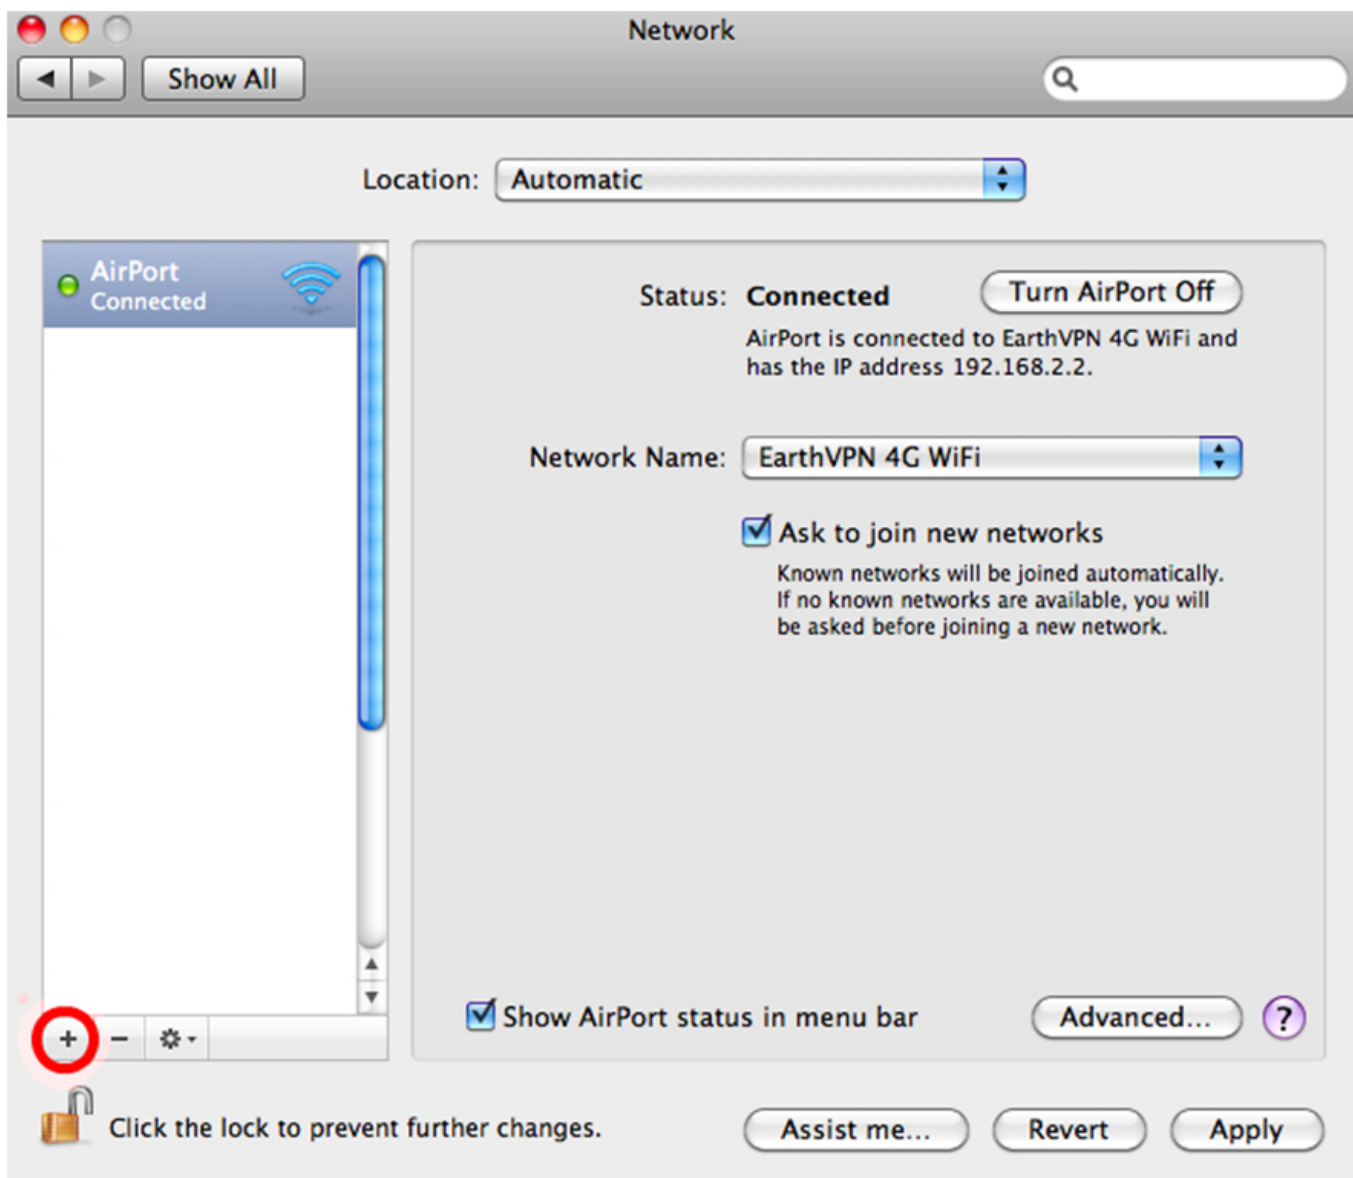 Network
Show All
Location: Automatic
AirPort
Connected
Status: Connected
Turn AirPort Off
AirPort is connected to EarthVPN 4G WiFi and
has the IP address 192.168.2.2.
Network Name: EarthVPN 4G WiFi
Ask to join new networks
Known networks will be joined automatically.
If no known networks are available, you will
be asked before joining a new network.
Show AirPort status in menu bar
Advanced...
?
Click the lock to prevent further changes.
Assist me...
Revert
Apply